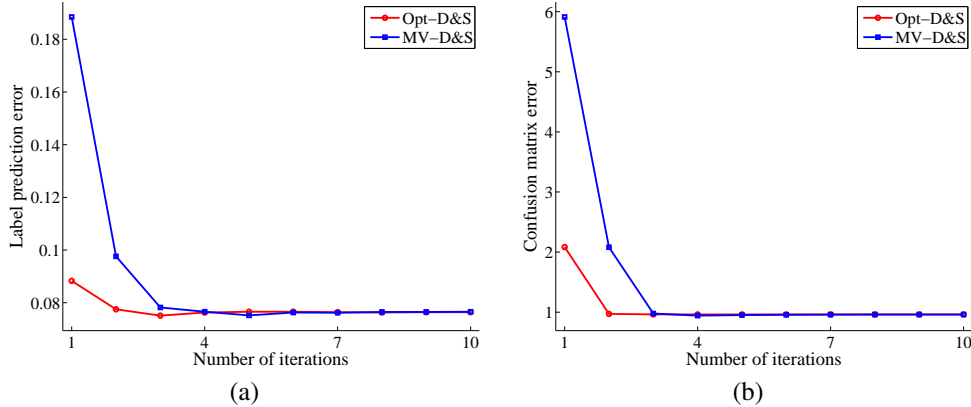 Opt−D&S
MV−D&S
0.18
0.16
0.14
0.12
0.1
0.08
Label prediction error
1
4
7
10
Number of iterations
(a)
Opt−D&S
MV−D&S
6
5
4
3
2
1
Confusion matrix error
1
4
7
10
Number of iterations
(b)